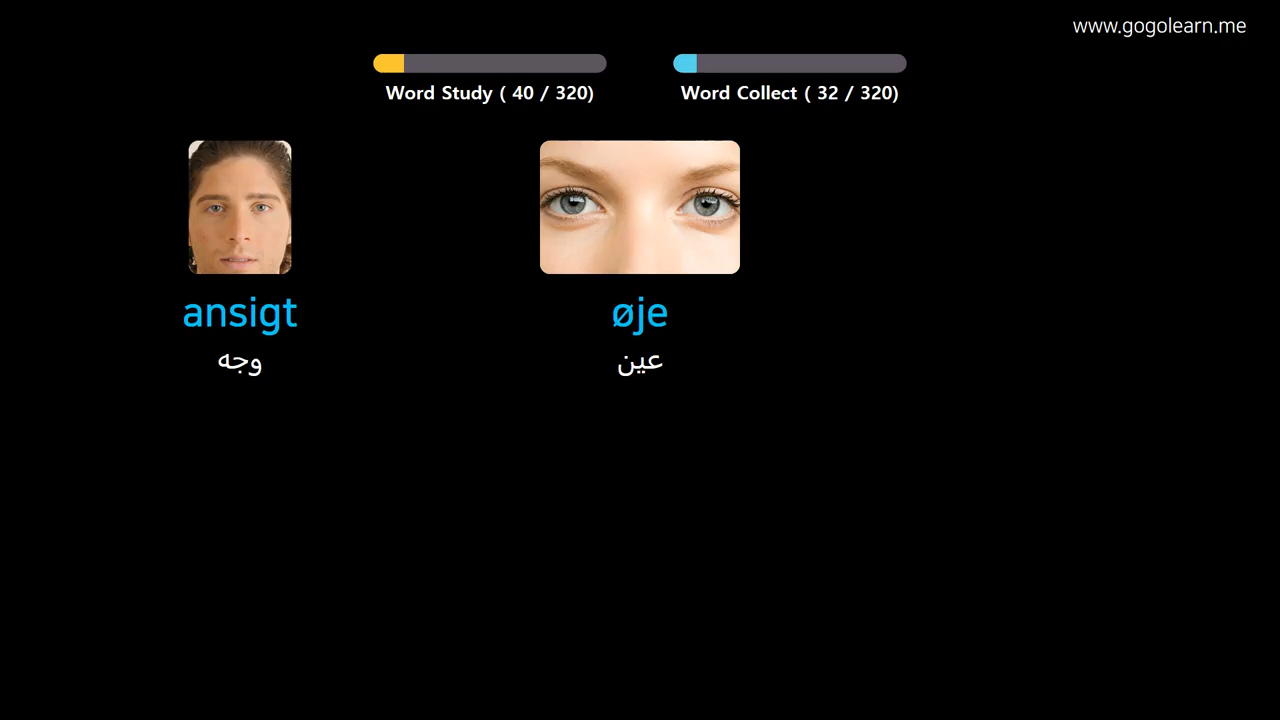 www.gogolearn.me
Word Study ( 40 / 320)
Word Collect ( 32 / 320)
ansigt
øje
وجه
عين